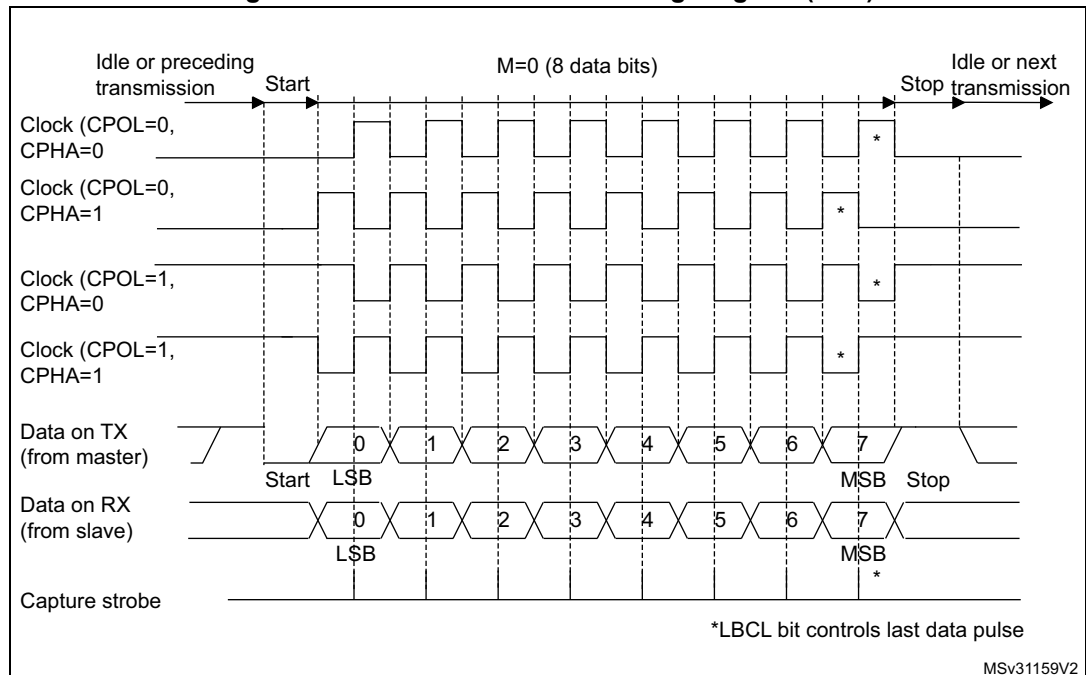 Idle or preceding transmission
Start
M=0 (8 data bits)
Stop
Idle or next transmission
Clock (CPOL=0,
CPHA=0
*
Clock (CPOL=0,
CPHA=1
*
Clock (CPOL=1,
CPHA=0
*
Clock (CPOL=1,
CPHA=1
*
Data on TX
(from master)
0 1 2 3 4 5 6 7
Start LSB MSB Stop
Data on RX
(from slave)
0 1 2 3 4 5 6 7
LSB MSB
*
Capture strobe
*LBCL bit controls last data pulse
MSv31159V2